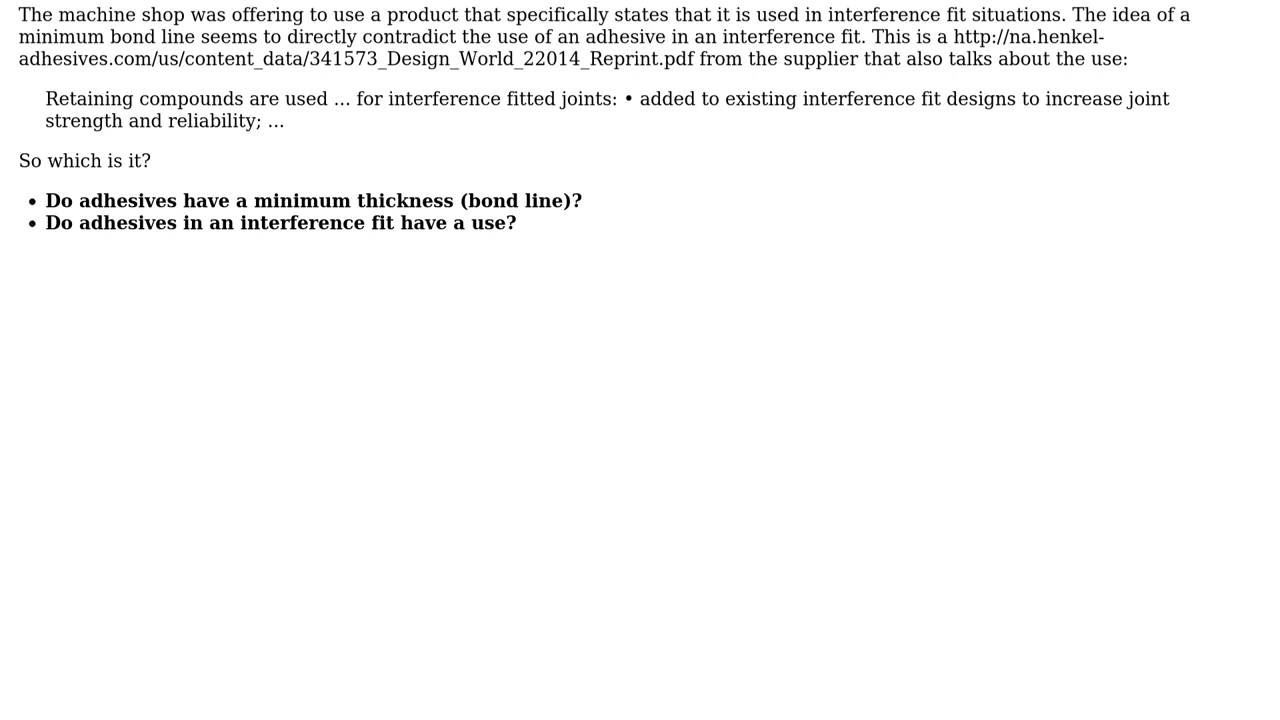 The machine shop was offering to use a product that specifically states that it is used in interference fit situations. The idea of a
minimum bond line seems to directly contradict the use of an adhesive in an interference fit. This is a http://na.henkel-
adhesives.com/us/content_data/341573_Design_World_22014_Reprint.pdf from the supplier that also talks about the use:
Retaining compounds are used ... for interference fitted joints: • added to existing interference fit designs to increase joint
strength and reliability; ...
So which is it?
• Do adhesives have a minimum thickness (bond line)?
• Do adhesives in an interference fit have a use?